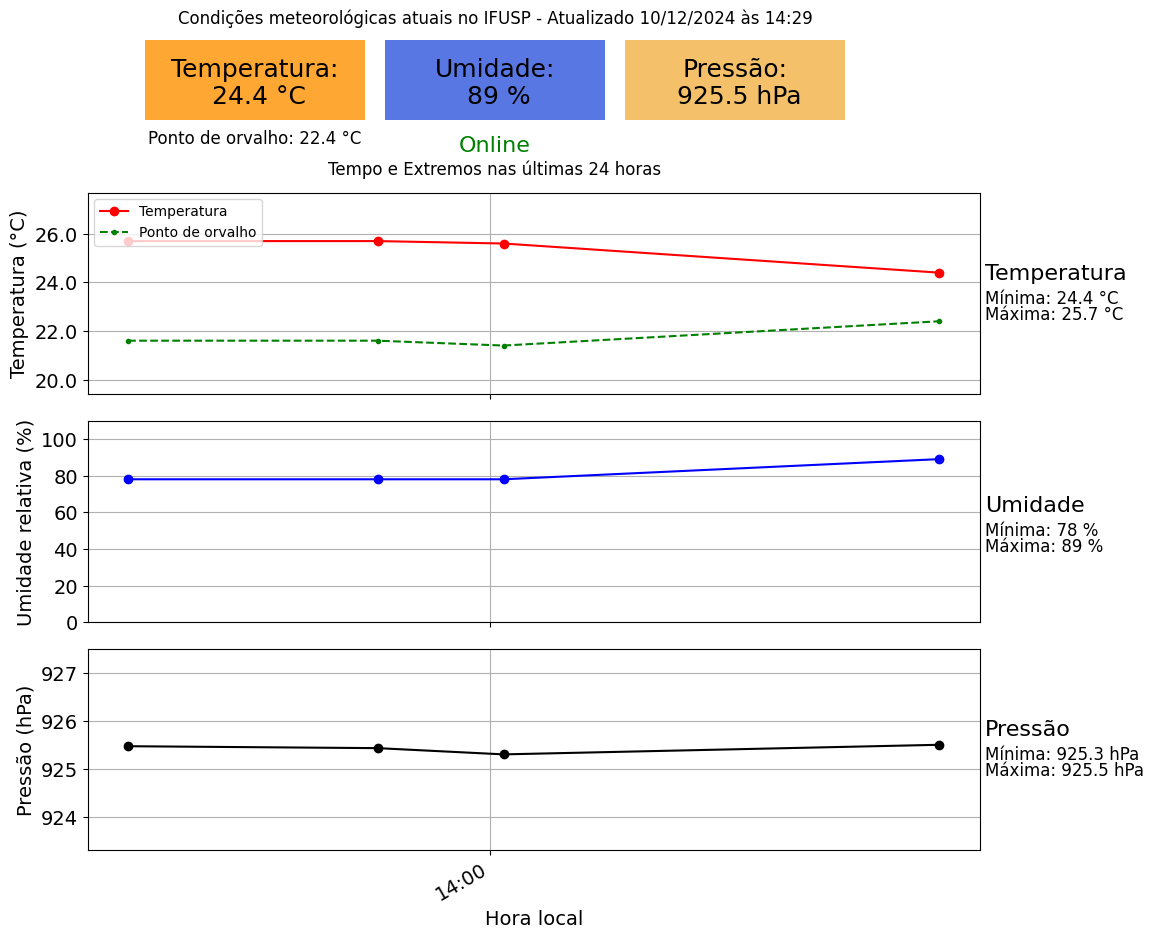 Condições meteorológicas atuais no IFUSP - Atualizado 10/12/2024 às 14:29
Temperatura:
24.4 °C
Umidade:
89 %
Pressão:
925.5 hPa
Ponto de orvalho: 22.4 °C
Online
Tempo e Extremos nas últimas 24 horas
Temperatura
Ponto de orvalho
Temperatura (°C)
26.0
24.0
22.0
20.0
Temperatura
Mínima: 24.4 °C
Máxima: 25.7 °C
Umidade relativa (%)
100
80
60
40
20
0
Umidade
Mínima: 78 %
Máxima: 89 %
Pressão (hPa)
927
926
925
924
Pressão
Mínima: 925.3 hPa
Máxima: 925.5 hPa
14:00
Hora local